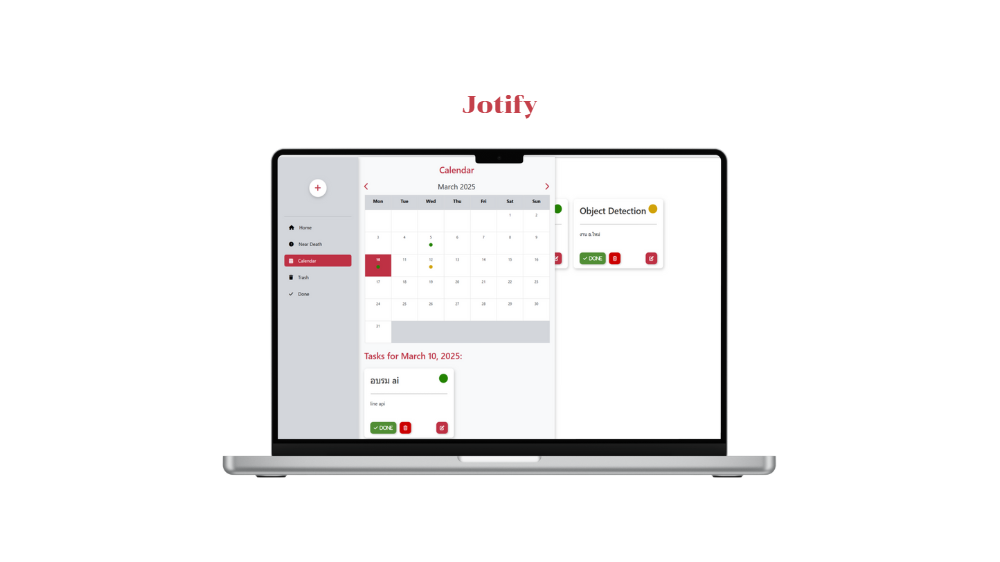 Jotify
Home
New Death
Calendar
Trash
Done
Calendar
March 2025
Mon Tue Wed Thu Fri Sat Sun
1 2
3 4 5 6 7 8 9
10 11 12 13 14 15 16
17 18 19 20 21 22 23
24 25 26 27 28 29 30
31
Tasks for March 10, 2025:
อบรม ai
line api
DONE
Object Detection
งาน อ.ใหม่
DONE